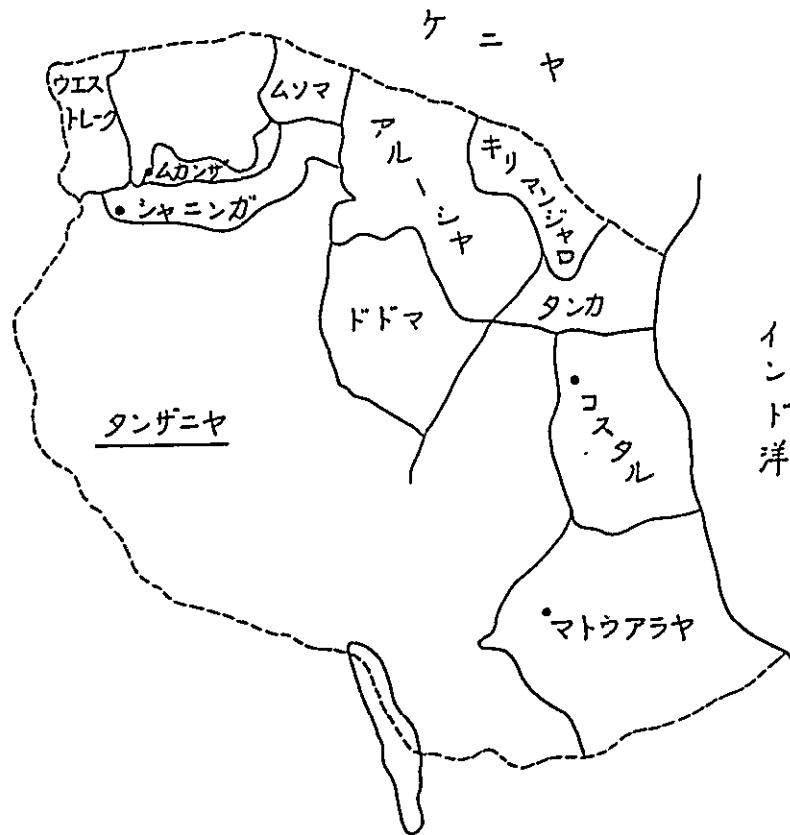 ケニヤ
ウエス
トレーク
ムソマ
アルーシヤ
キリマンジャロ
ムカンザ
シャニンガ
タンカ
ドドマ
インド洋
コスタル
タンザニヤ
マトウアラヤ